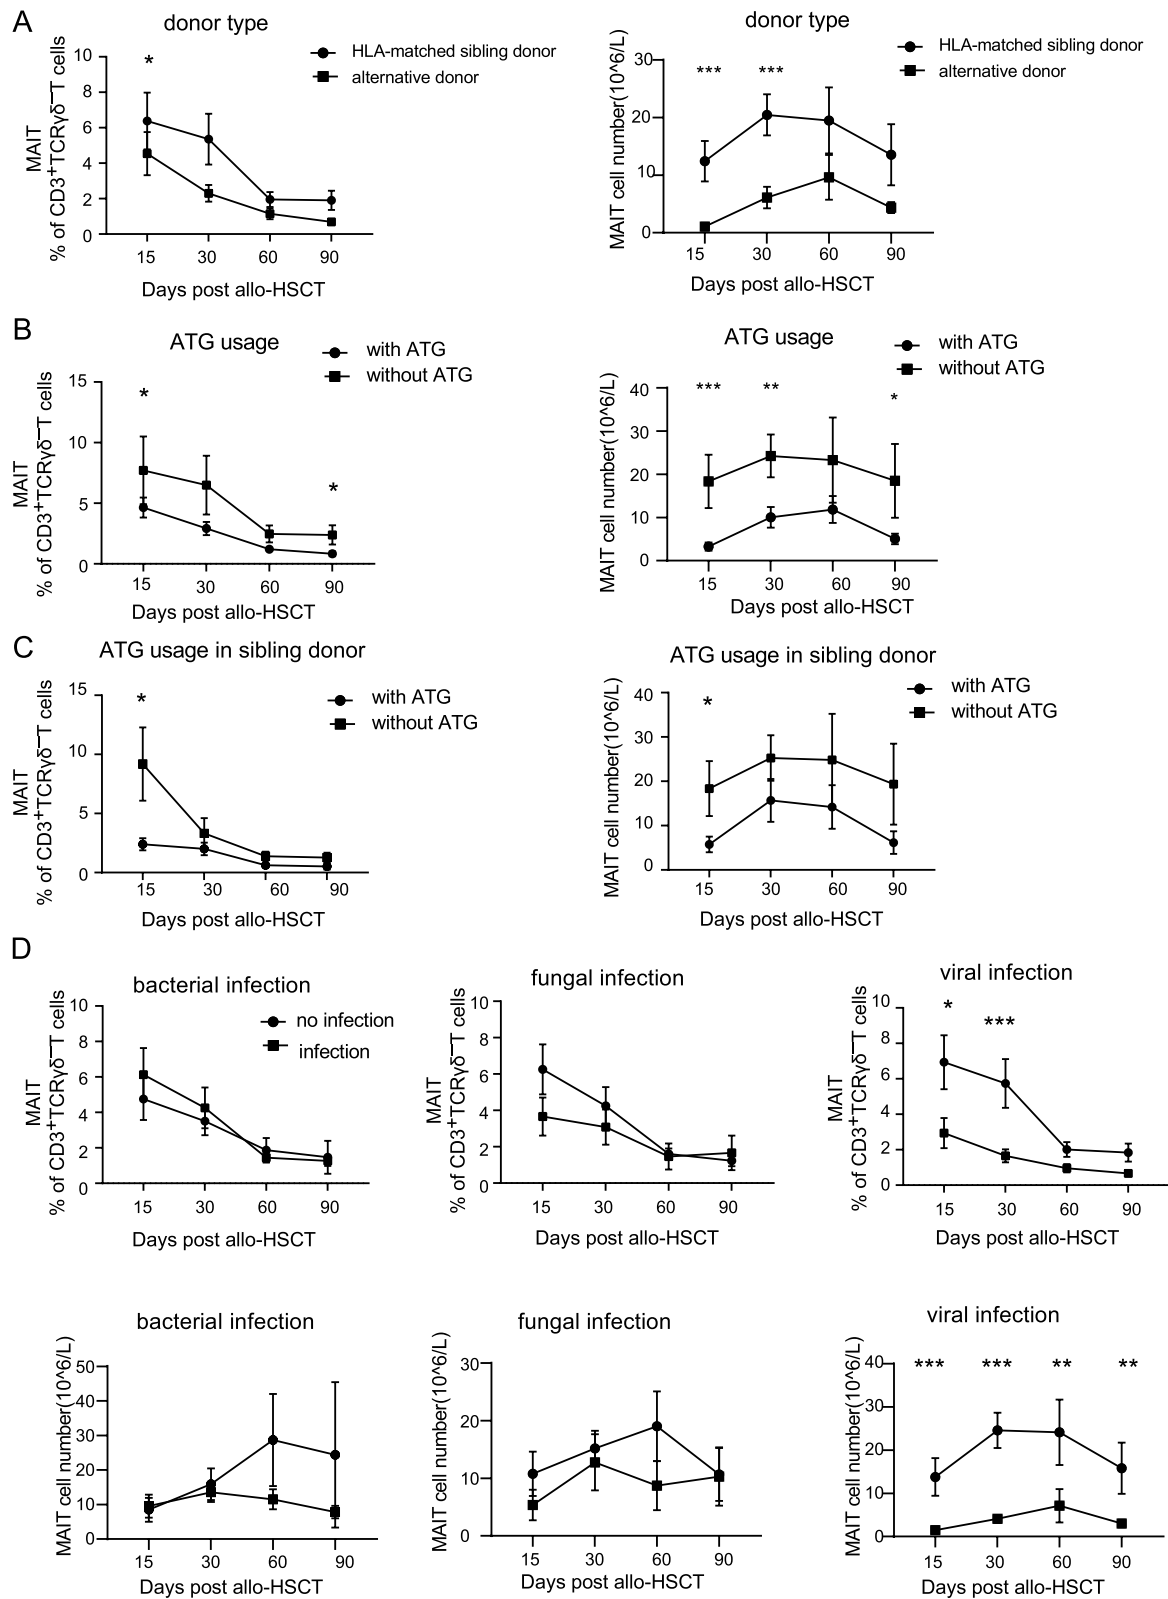 A
donor type
HLA-matched sibling donor
alternative donor
*
MAIT
% of CD3⁺TCRγδ⁻T cells
10
8
6
4
2
0
15 30 60 90
Days post allo-HSCT
donor type
HLA-matched sibling donor
alternative donor
*** ***
MAIT cell number(10^6/L)
30
20
10
0
15 30 60 90
Days post allo-HSCT
B
ATG usage
with ATG
without ATG
* *
MAIT
% of CD3⁺TCRγδ⁻T cells
15
10
5
0
15 30 60 90
Days post allo-HSCT
ATG usage
with ATG
without ATG
*** ** *
MAIT cell number(10^6/L)
40
30
20
10
0
15 30 60 90
Days post allo-HSCT
C
ATG usage in sibling donor
with ATG
without ATG
*
MAIT
% of CD3⁺TCRγδ⁻T cells
15
10
5
0
15 30 60 90
Days post allo-HSCT
ATG usage in sibling donor
with ATG
without ATG
*
MAIT cell number(10^6/L)
40
30
20
10
0
15 30 60 90
Days post allo-HSCT
D
bacterial infection
no infection
infection
MAIT
% of CD3⁺TCRγδ⁻T cells
10
8
6
4
2
0
15 30 60 90
Days post allo-HSCT
fungal infection
MAIT
% of CD3⁺TCRγδ⁻T cells
10
8
6
4
2
0
15 30 60 90
Days post allo-HSCT
viral infection
* ***
MAIT
% of CD3⁺TCRγδ⁻T cells
10
8
6
4
2
0
15 30 60 90
Days post allo-HSCT
bacterial infection
MAIT cell number(10^6/L)
50
40
30
20
10
0
15 30 60 90
Days post allo-HSCT
fungal infection
MAIT cell number(10^6/L)
30
20
10
0
15 30 60 90
Days post allo-HSCT
viral infection
*** *** ** **
MAIT cell number(10^6/L)
40
30
20
10
0
15 30 60 90
Days post allo-HSCT